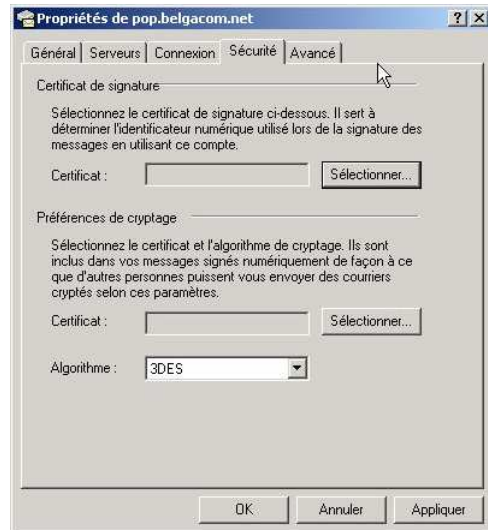 Propriétés de pop.belgacom.net
Général Serveurs Connexion Sécurité Avancé
Certificat de signature
Sélectionnez le certificat de signature ci-dessous. Il sert à
déterminer l'identificateur numérique utilisé lors de la signature des
messages en utilisant ce compte.
Certificat : Sélectionner...
Préférences de cryptage
Sélectionnez le certificat et l'algorithme de cryptage. Ils sont
inclus dans vos messages signés numériquement de façon à ce
que d'autres personnes puissent vous envoyer des courriers
cryptés selon ces paramètres.
Certificat : Sélectionner...
Algorithme : 3DES
OK Annuler Appliquer